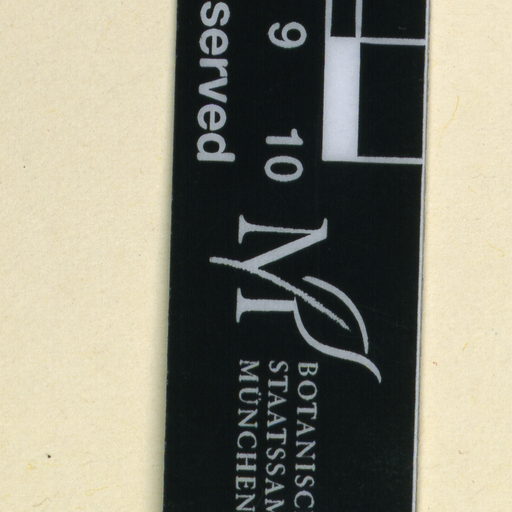 served
9 10
BOTANISC
STAATSSAM
MÜNCHEN